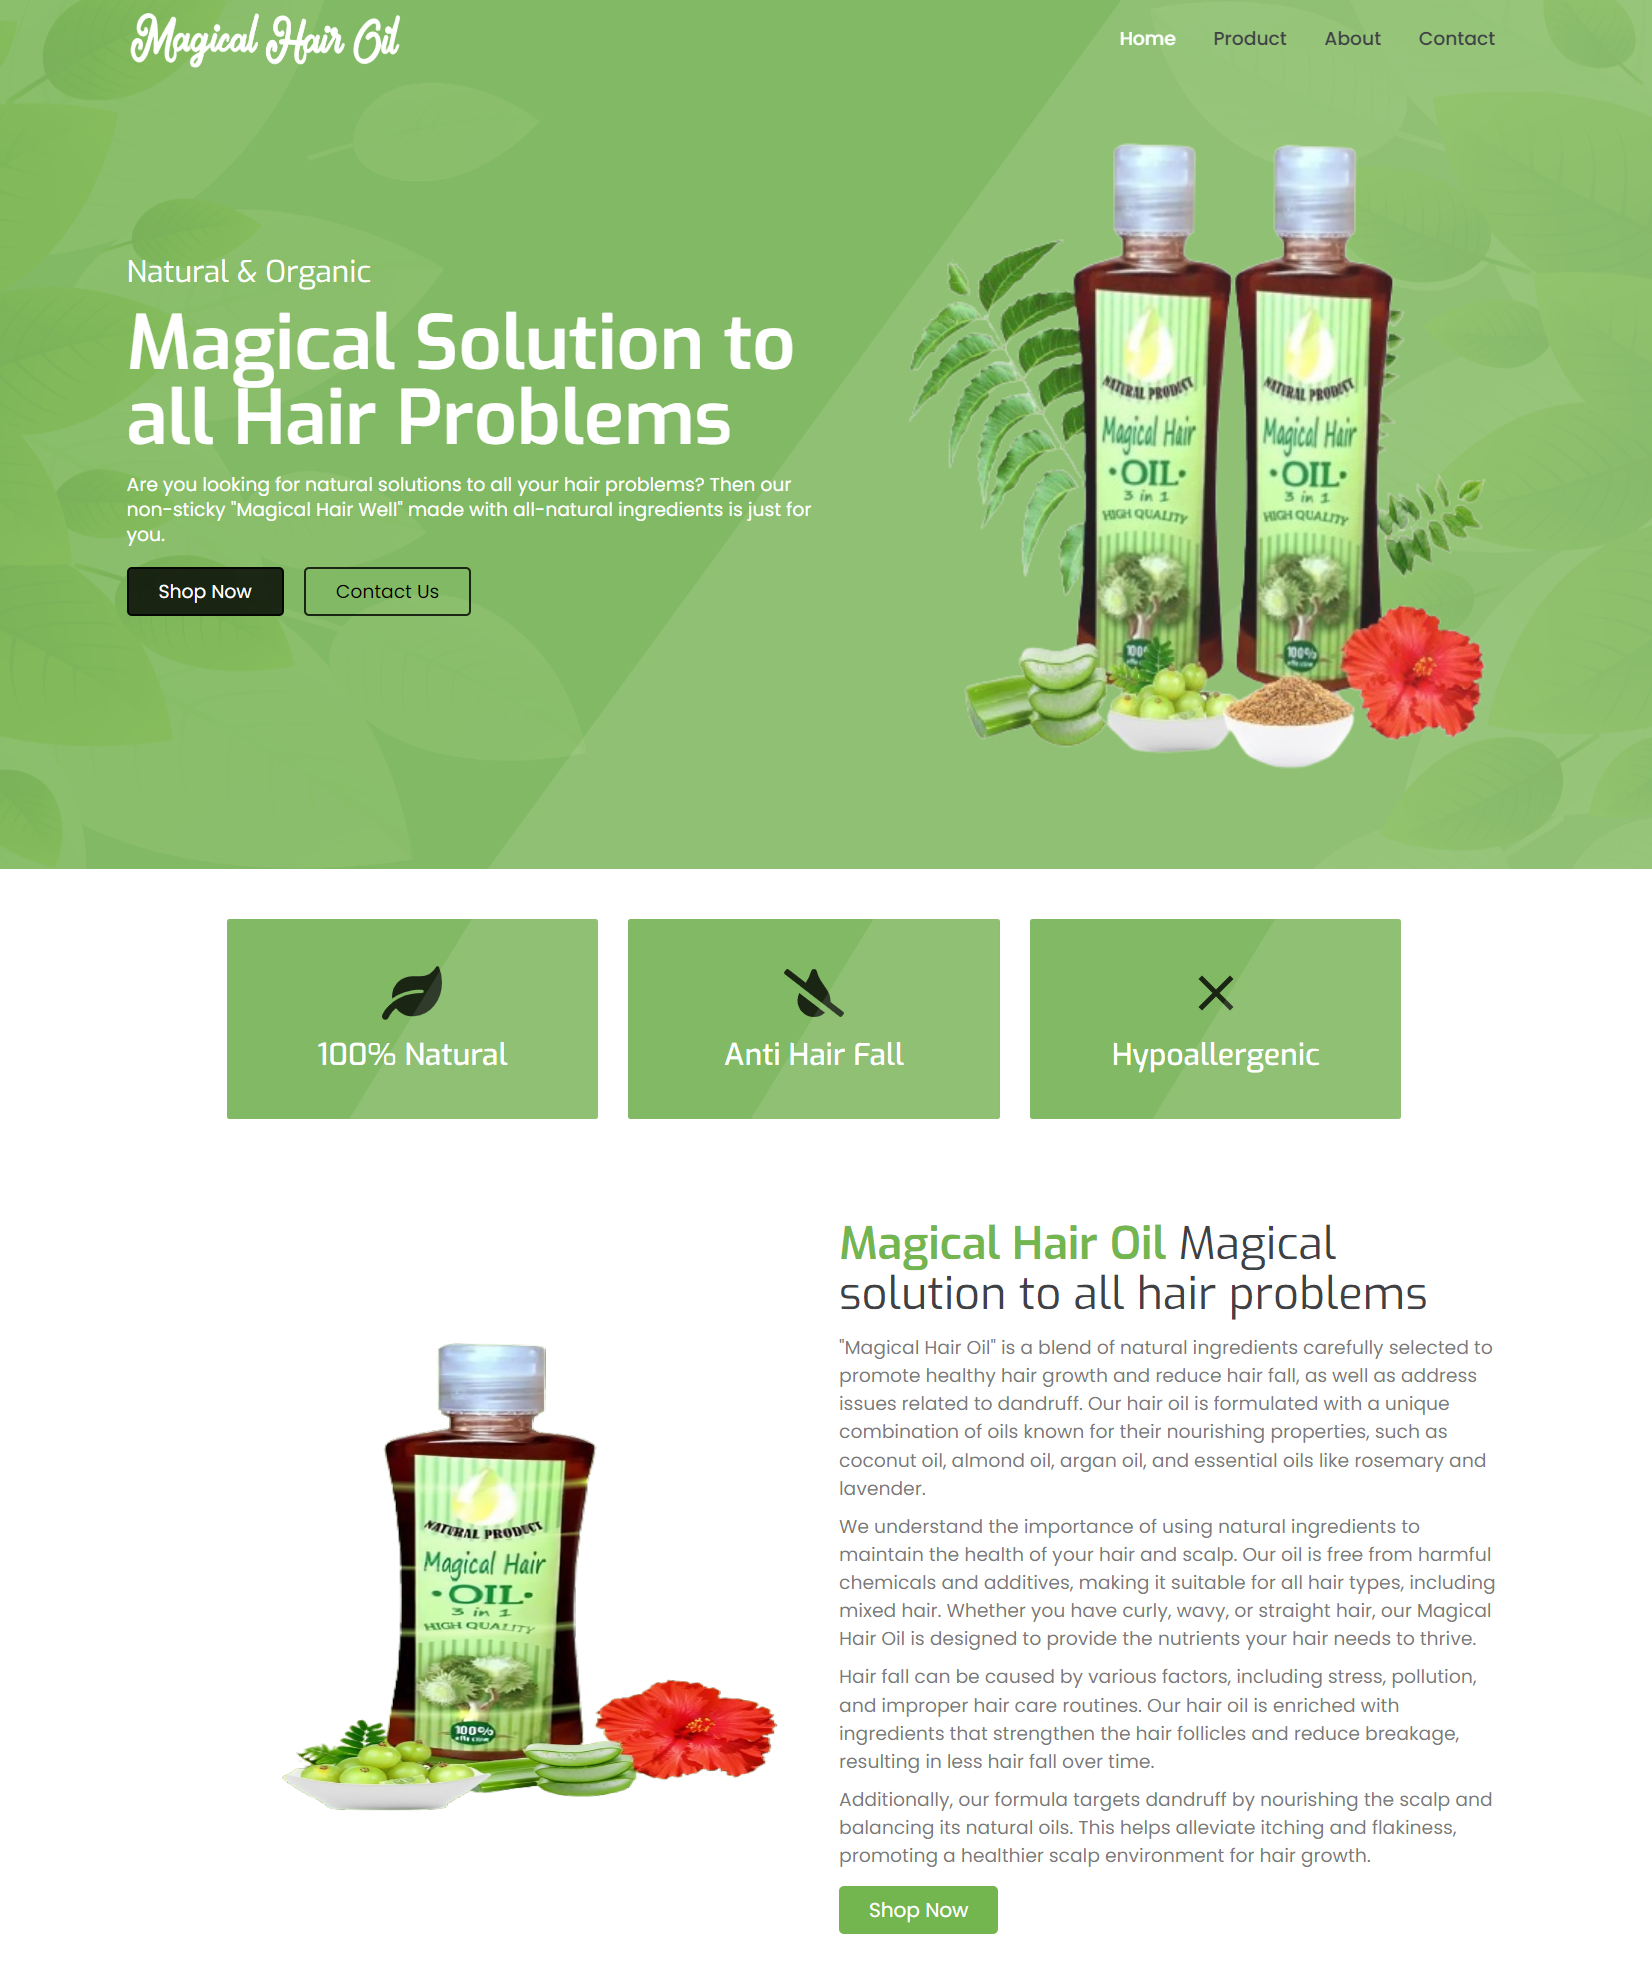 Magical Hair Oil
Home Product About Contact
Natural & Organic
Magical Solution to
all Hair Problems
Are you looking for natural solutions to all your hair problems? Then our
non-sticky "Magical Hair Well" made with all-natural ingredients is just for
you.
Shop Now Contact Us
NATURAL PRODUCT
Magical Hair
OIL
3 in 1
HIGH QUALITY
100%
NATURAL PRODUCT
Magical Hair
OIL
3 in 1
HIGH QUALITY
100%
100% Natural
Anti Hair Fall
Hypoallergenic
Magical Hair Oil Magical
solution to all hair problems
"Magical Hair Oil" is a blend of natural ingredients carefully selected to
promote healthy hair growth and reduce hair fall, as well as address
issues related to dandruff. Our hair oil is formulated with a unique
combination of oils known for their nourishing properties, such as
coconut oil, almond oil, argan oil, and essential oils like rosemary and
lavender.
We understand the importance of using natural ingredients to
maintain the health of your hair and scalp. Our oil is free from harmful
chemicals and additives, making it suitable for all hair types, including
mixed hair. Whether you have curly, wavy, or straight hair, our Magical
Hair Oil is designed to provide the nutrients your hair needs to thrive.
Hair fall can be caused by various factors, including stress, pollution,
and improper hair care routines. Our hair oil is enriched with
ingredients that strengthen the hair follicles and reduce breakage,
resulting in less hair fall over time.
Additionally, our formula targets dandruff by nourishing the scalp and
balancing its natural oils. This helps alleviate itching and flakiness,
promoting a healthier scalp environment for hair growth.
Shop Now
NATURAL PRODUCT
Magical Hair
OIL
3 in 1
HIGH QUALITY
100%